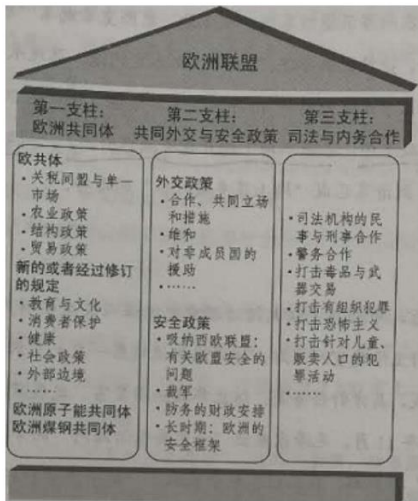 欧洲联盟
第一支柱：
欧洲共同体
第二支柱：
共同外交与安全政策
第三支柱：
司法与内务合作
欧共体
·关税同盟与单一
市场
·农业政策
·结构政策
·贸易政策
新的或者经过修订
的规定
·教育与文化
·消费者保护
·健康
·社会政策
·外部边境
·……
欧洲原子能共同体
欧洲煤钢共同体
外交政策
·合作、共同立场
和措施
·维和
·对非成员国的
援助
·……
安全政策
·吸纳西欧联盟：
有关欧盟安全的
问题
·裁军
·防务的财政安排
·长时期：欧洲的
安全框架
·司法机构的民
事与刑事合作
·警务合作
·打击毒品与武
器交易
·打击有组织犯罪
·打击恐怖主义
·打击针对儿童、
贩卖人口的犯
罪活动
·……